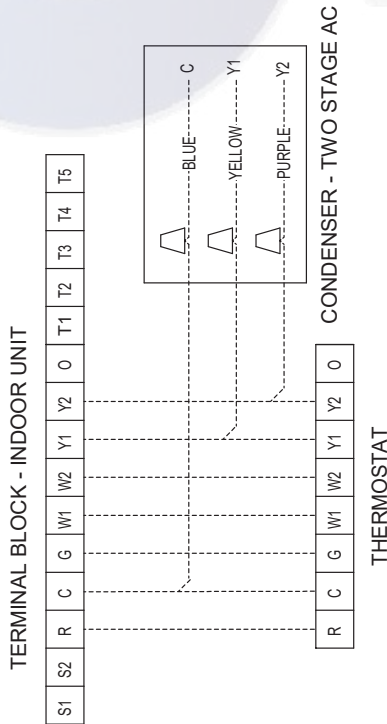 TERMINAL BLOCK - INDOOR UNIT
S1 S2 R C G W1 W2 Y1 Y2 O T1 T2 T3 T4 T5
BLUE C
YELLOW Y1
PURPLE Y2
CONDENSER - TWO STAGE AC
R C G W1 W2 Y1 Y2 O
THERMOSTAT